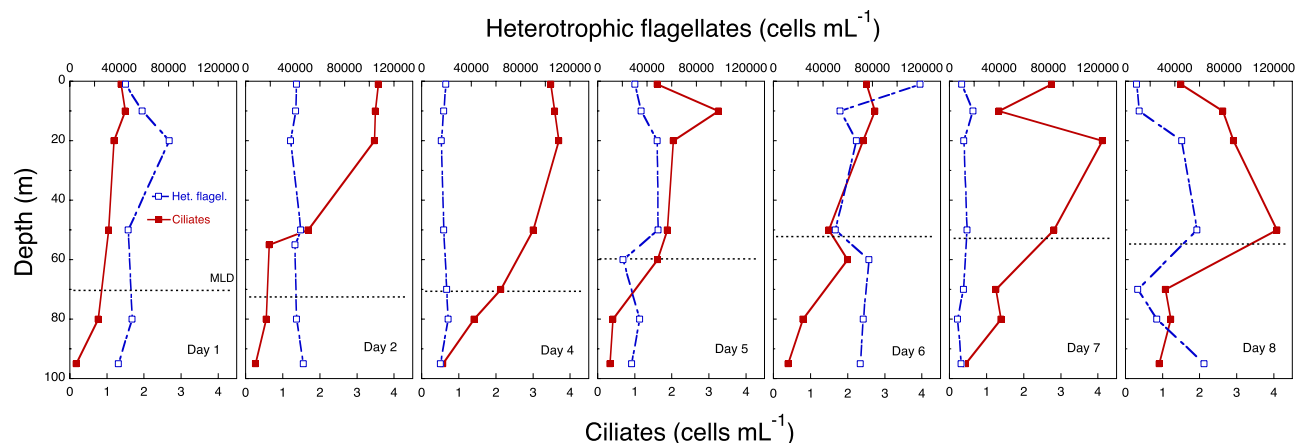 Heterotrophic flagellates (cells mL⁻¹)
0 40000 80000 120000 0 40000 80000 120000 0 40000 80000 120000 0 40000 80000 120000 0 40000 80000 120000 0 40000 80000 120000 0 40000 80000 120000
0
20
40
60
80
100
Depth (m)
Het. flagel.
Ciliates
MLD
Day 1 Day 2 Day 4 Day 5 Day 6 Day 7 Day 8
0 1 2 3 4 0 1 2 3 4 0 1 2 3 4 0 1 2 3 4 0 2 4 6 8 0 1 2 3 4 0 1 2 3 4
Ciliates (cells mL⁻¹)